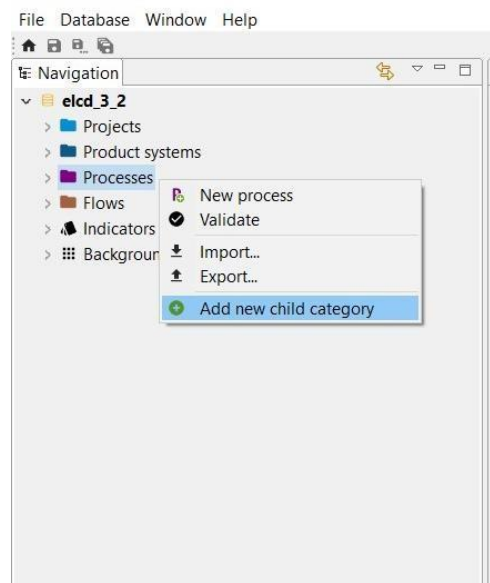 File Database Window Help
Navigation
elcd_3_2
Projects
Product systems
Processes
Flows
Indicators
Backgroun
New process
Validate
Import...
Export...
Add new child category